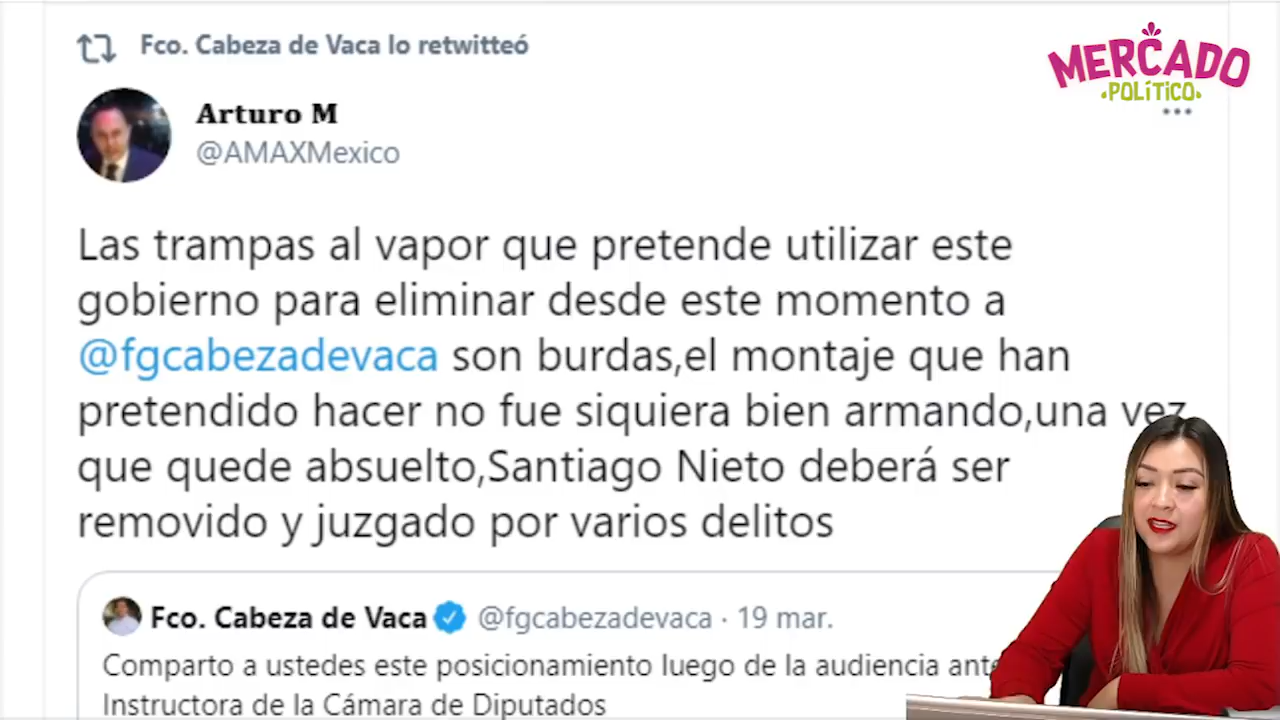 Fco. Cabeza de Vaca lo retwitteó
MERCADO
POLÍTICO
Arturo M
@AMAXMexico
Las trampas al vapor que pretende utilizar este
gobierno para eliminar desde este momento a
@fgcabezadevaca son burdas,el montaje que han
pretendido hacer no fue siquiera bien armando,una vez
que quede absuelto,Santiago Nieto deberá ser
removido y juzgado por varios delitos
Fco. Cabeza de Vaca @fgcabezadevaca · 19 mar.
Comparto a ustedes este posicionamiento luego de la audiencia ante
Instructora de la Cámara de Diputados